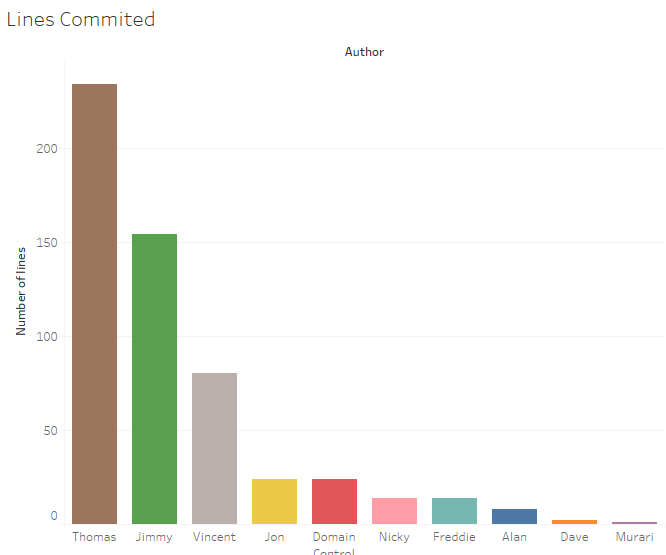 Lines Commited
Author
Number of lines
200
150
100
50
0
Thomas Jimmy Vincent Jon Domain Control Nicky Freddie Alan Dave Murari